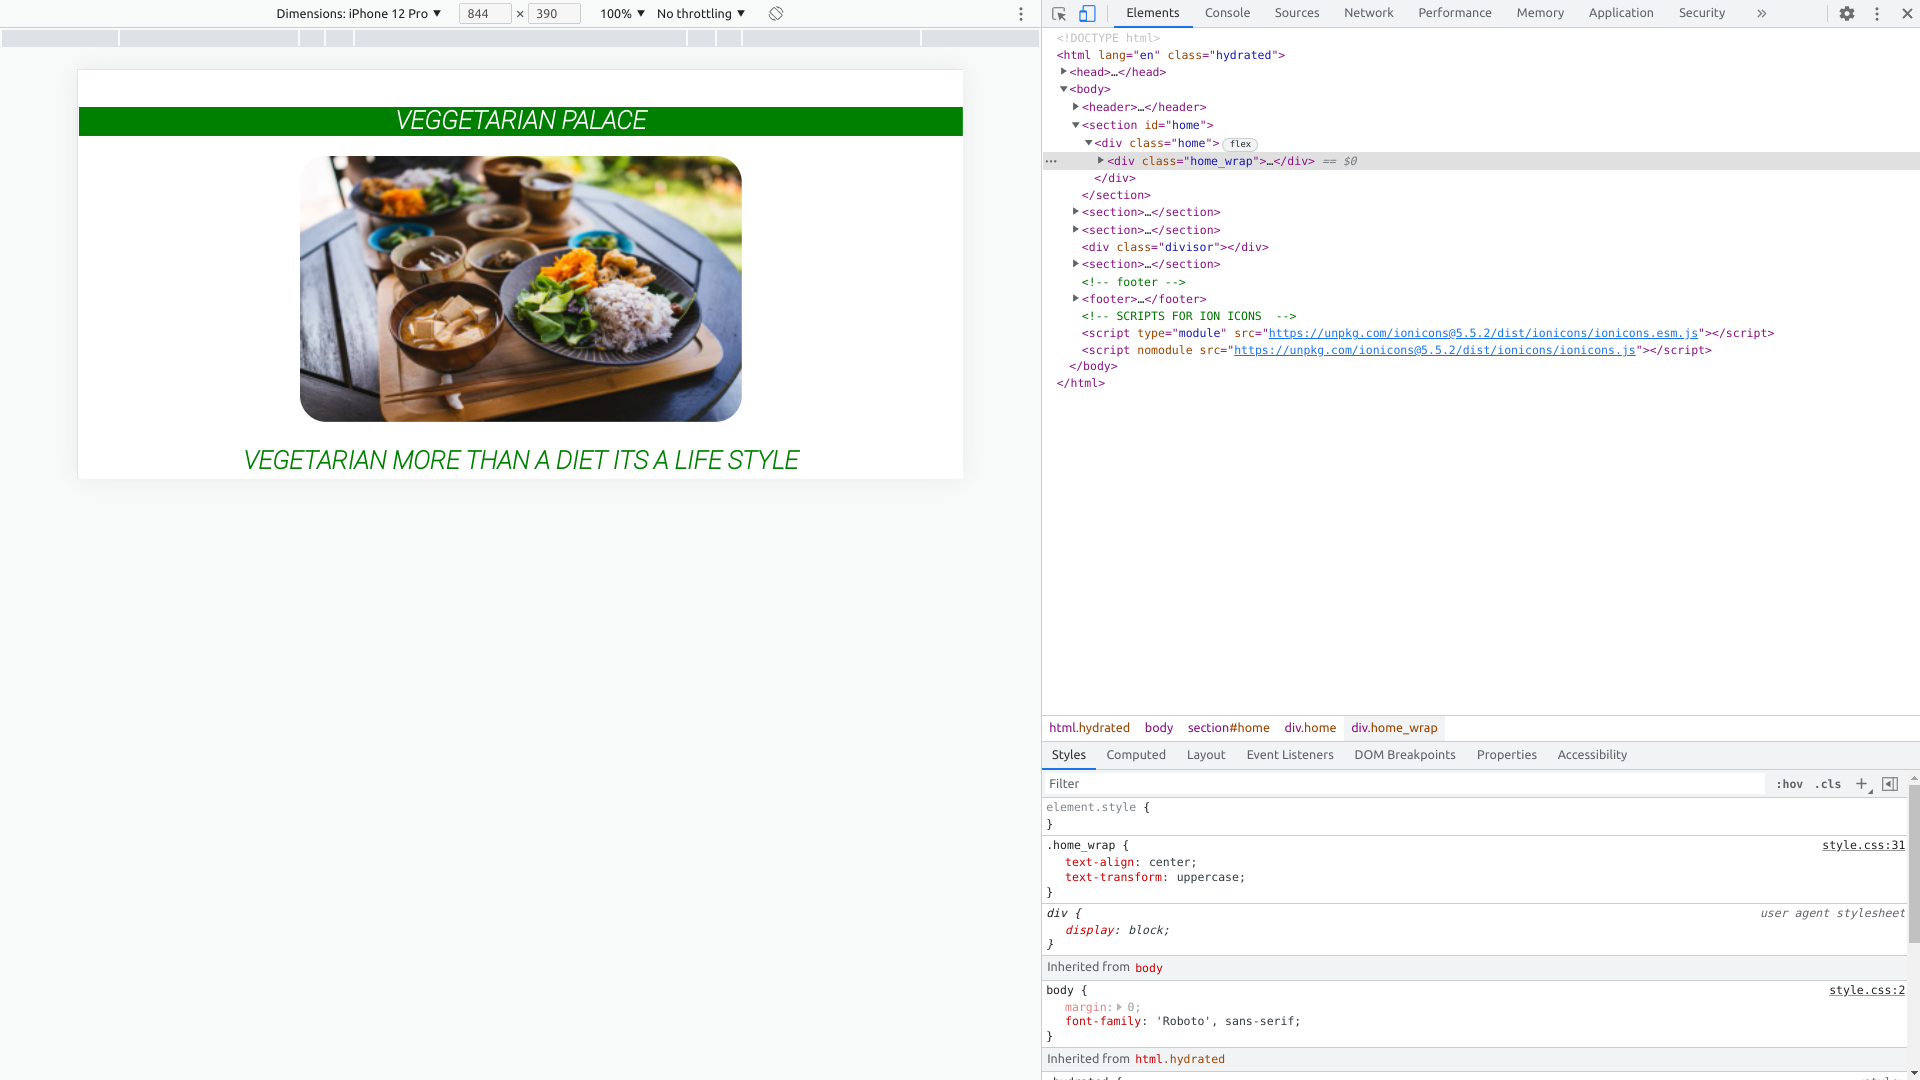 Dimensions: iPhone 12 Pro ▼ 844 × 390 100% ▼ No throttling ▼
Elements Console Sources Network Performance Memory Application Security »
VEGGETARIAN PALACE
VEGETARIAN MORE THAN A DIET ITS A LIFE STYLE
<!DOCTYPE html>
<html lang="en" class="hydrated">
<head>…</head>
<body>
<header>…</header>
<section id="home">
<div class="home"> flex
… <div class="home_wrap">…</div> == $0
</div>
</section>
<section>…</section>
<section>…</section>
<div class="divisor"></div>
<section>…</section>
<!-- footer -->
<footer>…</footer>
<!-- SCRIPTS FOR ION ICONS  -->
<script type="module" src="https://unpkg.com/ionicons@5.5.2/dist/ionicons/ionicons.esm.js"></script>
<script nomodule src="https://unpkg.com/ionicons@5.5.2/dist/ionicons/ionicons.js"></script>
</body>
</html>
html.hydrated body section#home div.home div.home_wrap
Styles Computed Layout Event Listeners DOM Breakpoints Properties Accessibility
Filter :hov .cls +
element.style {
}
.home_wrap { style.css:31
text-align: center;
text-transform: uppercase;
}
div { user agent stylesheet
display: block;
}
Inherited from body
body { style.css:2
margin: 0;
font-family: 'Roboto', sans-serif;
}
Inherited from html.hydrated